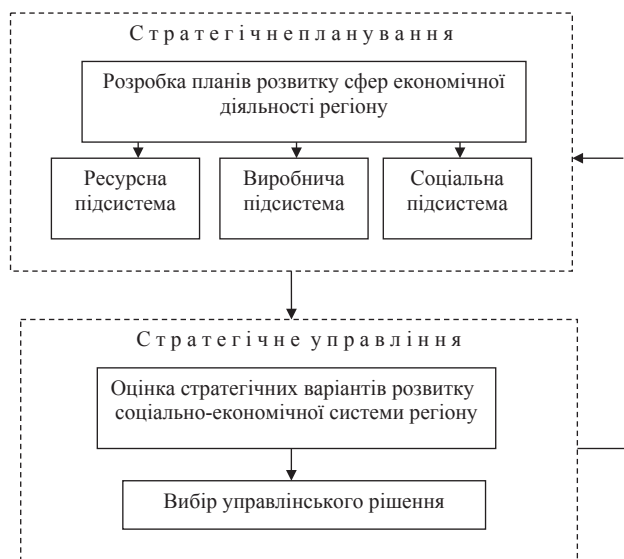 Стратегічнепланування
Розробка планів розвитку сфер економічної
діяльності регіону
Ресурсна
підсистема
Виробнича
підсистема
Соціальна
підсистема
Стратегічне управління
Оцінка стратегічних варіантів розвитку
соціально-економічної системи регіону
Вибір управлінського рішення